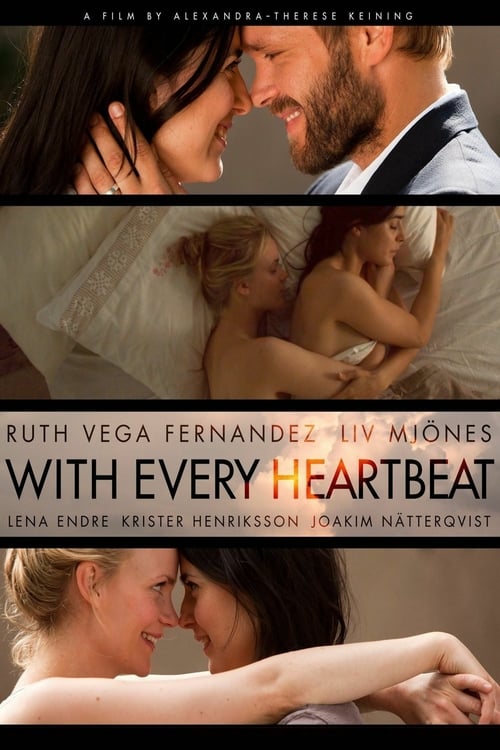 A FILM BY ALEXANDRA-THERESE KEINING
RUTH VEGA FERNANDEZ LIV MJÖNES
WITH EVERY HEARTBEAT
LENA ENDRE KRISTER HENRIKSSON JOAKIM NÄTTERQVIST